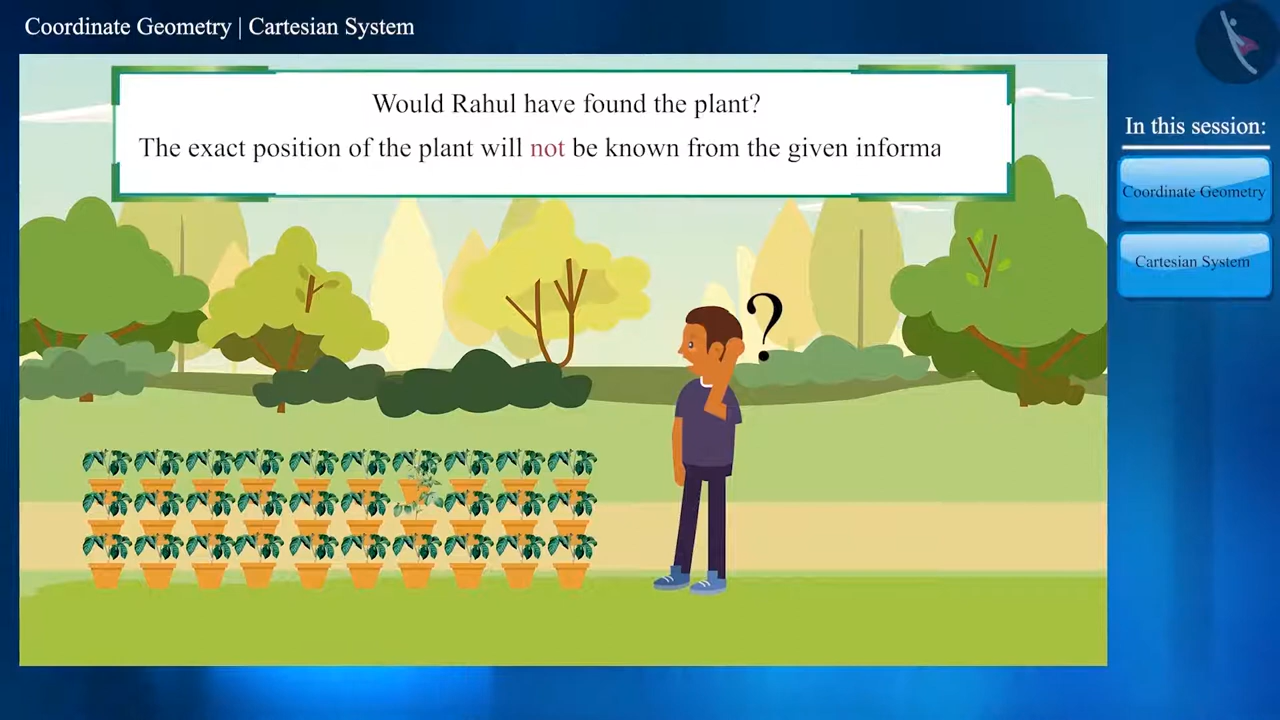 Coordinate Geometry | Cartesian System
Would Rahul have found the plant?
The exact position of the plant will not be known from the given informa
?
In this session:
Coordinate Geometry
Cartesian System